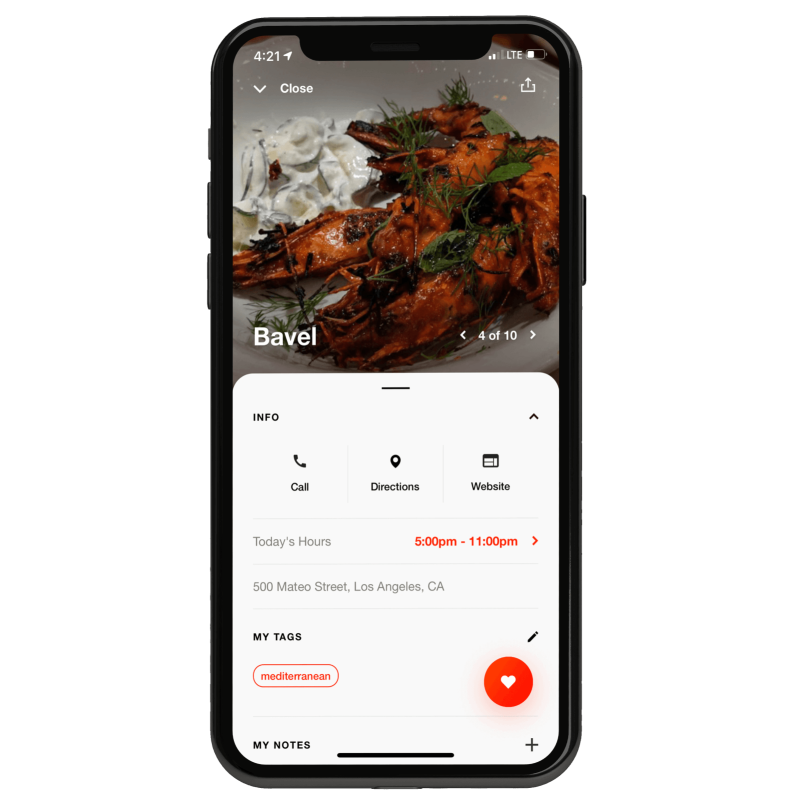 4:21 LTE
Close
Bavel 4 of 10
INFO
Call Directions Website
Today's Hours 5:00pm - 11:00pm
500 Mateo Street, Los Angeles, CA
MY TAGS
mediterranean
MY NOTES